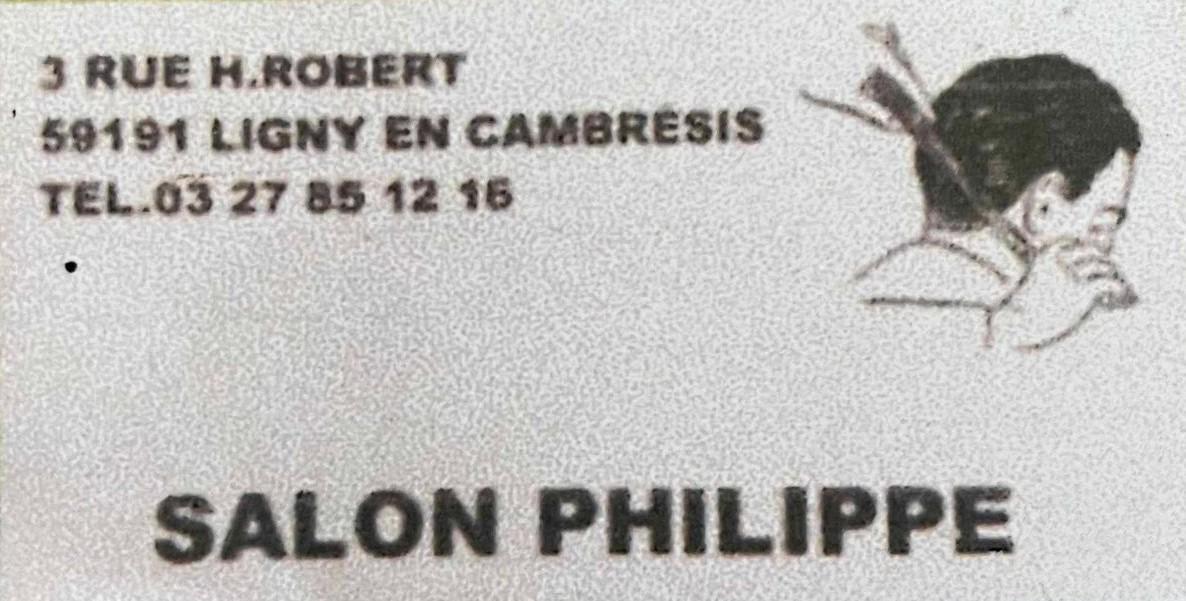 3 RUE H.ROBERT
59191 LIGNY EN CAMBRESIS
TEL.03 27 85 12 16
SALON PHILIPPE